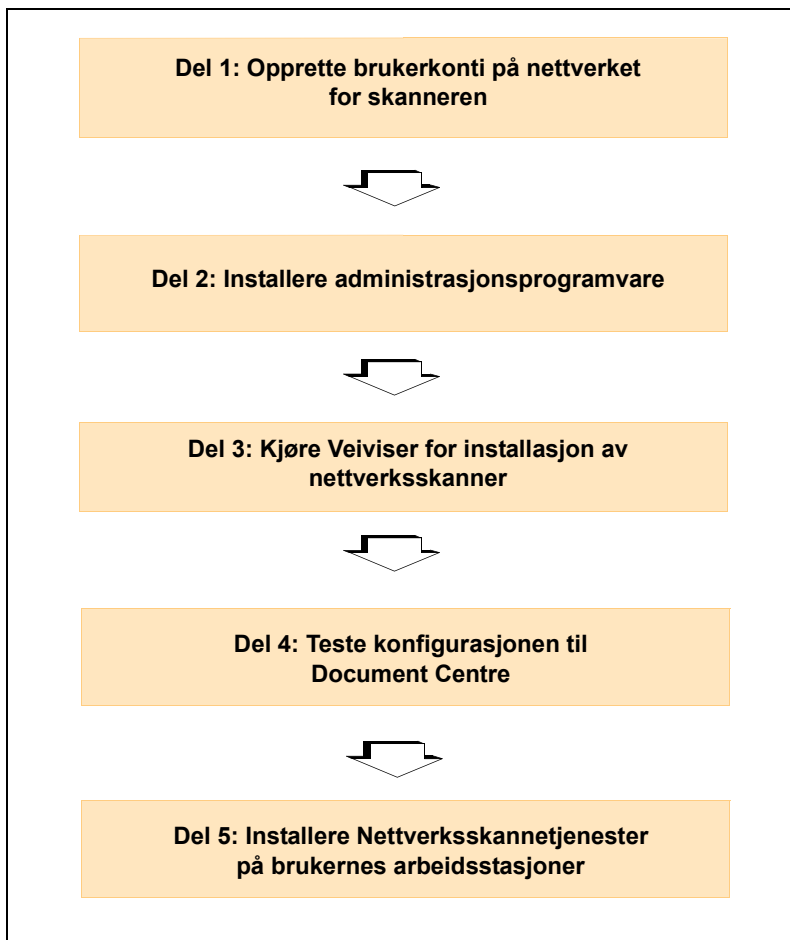 Del 1: Opprette brukerkonti på nettverket
for skanneren
Del 2: Installere administrasjonsprogramvare
Del 3: Kjøre Veiviser for installasjon av
nettverksskanner
Del 4: Teste konfigurasjonen til
Document Centre
Del 5: Installere Nettverksskannetjenester
på brukernes arbeidsstasjoner